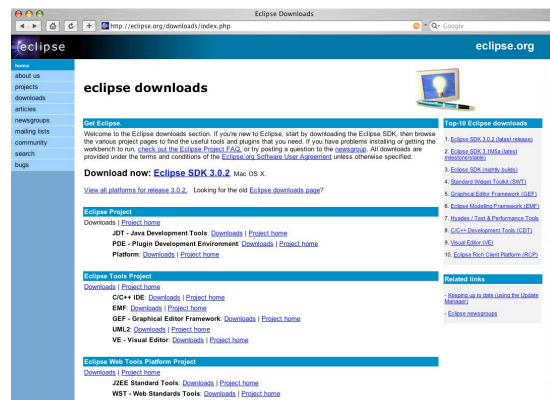 Eclipse Downloads
http://eclipse.org/downloads/index.php
Google
eclipse
eclipse.org
home
about us
projects
downloads
articles
newsgroups
mailing lists
community
search
bugs
eclipse downloads
Get Eclipse.
Welcome to the Eclipse downloads section. If you're new to Eclipse, start by downloading the Eclipse SDK, then browse
the various project pages to find the useful tools and plugins that you need. If you have problems installing or getting the
workbench to run, check out the Eclipse Project FAQ, or try posting a question to the newsgroup. All downloads are
provided under the terms and conditions of the Eclipse.org Software User Agreement unless otherwise specified.
Download now: Eclipse SDK 3.0.2, Mac OS X.
View all platforms for release 3.0.2. Looking for the old Eclipse downloads page?
Eclipse Project
Downloads | Project home
JDT - Java Development Tools: Downloads | Project home
PDE - Plugin Development Environment: Downloads | Project home
Platform: Downloads | Project home
Eclipse Tools Project
Downloads | Project home
C/C++ IDE: Downloads | Project home
EMF: Downloads | Project home
GEF - Graphical Editor Framework: Downloads | Project home
UML2: Downloads | Project home
VE - Visual Editor: Downloads | Project home
Eclipse Web Tools Platform Project
Downloads | Project home
J2EE Standard Tools: Downloads | Project home
WST - Web Standards Tools: Downloads | Project home
Top-10 Eclipse downloads
1. Eclipse SDK 3.0.2 (latest release)
2. Eclipse SDK 3.1M5a (latest
milestone/stable)
3. Eclipse SDK (nightly builds)
4. Standard Widget Toolkit (SWT)
5. Graphical Editor Framework (GEF)
6. Eclipse Modeling Framework (EMF)
7. Hyades / Test & Performance Tools
8. C/C++ Development Tools (CDT)
9. Visual Editor (VE)
10. Eclipse Rich Client Platform (RCP)
Related links
- Keeping up to date (using the Update
Manager)
- Eclipse newsgroups